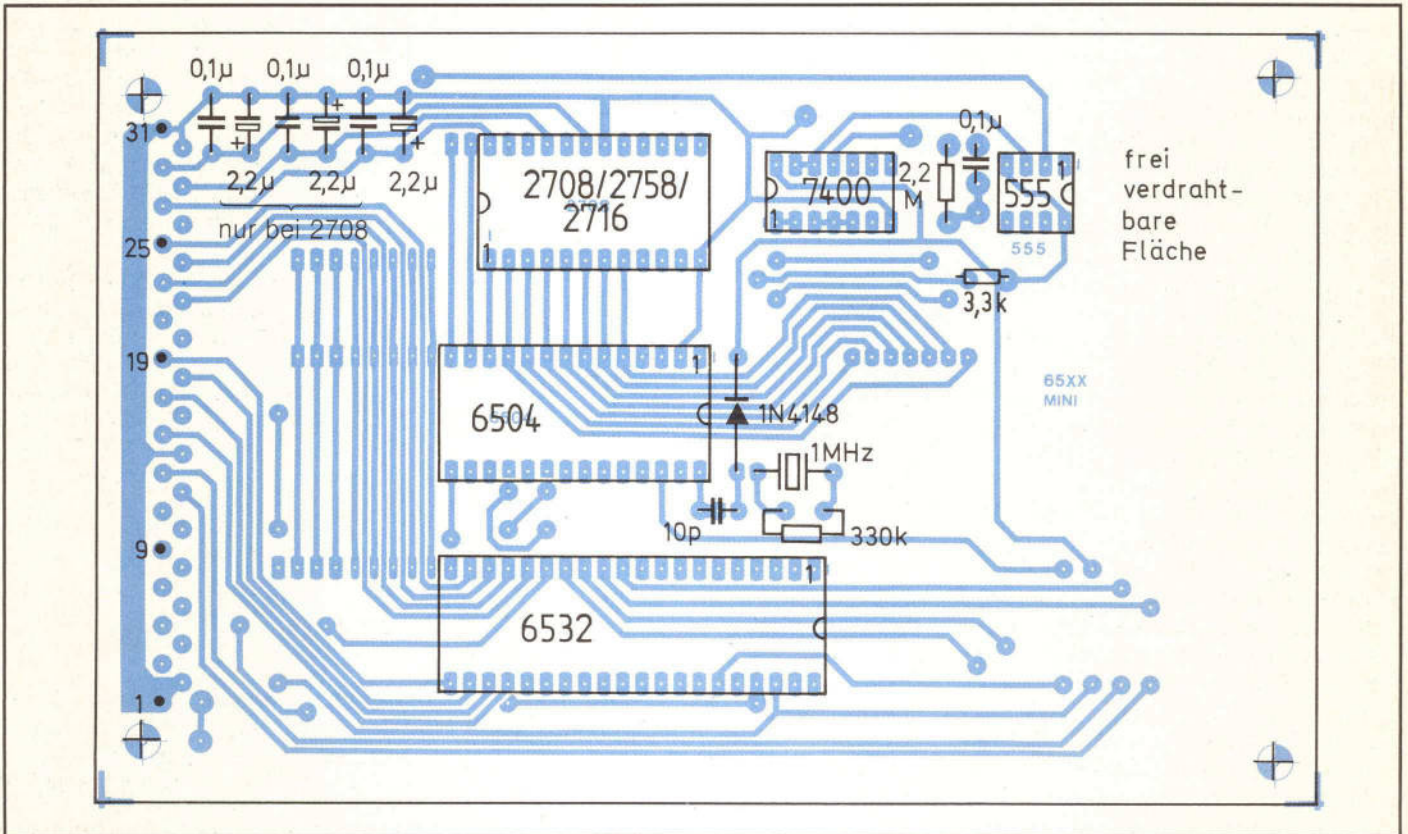 0,1µ 0,1µ 0,1µ
31
+
+
+
2,2µ 2,2µ 2,2µ
nur bei 2708
25
19
9
1
2708/2758/
2716
1
7400
1
2,2
M
0,1µ
1
555
555
3,3k
frei
verdraht-
bare
Fläche
65XX
MINI
1
6504
1N4148
1MHz
10p
330k
1
6532